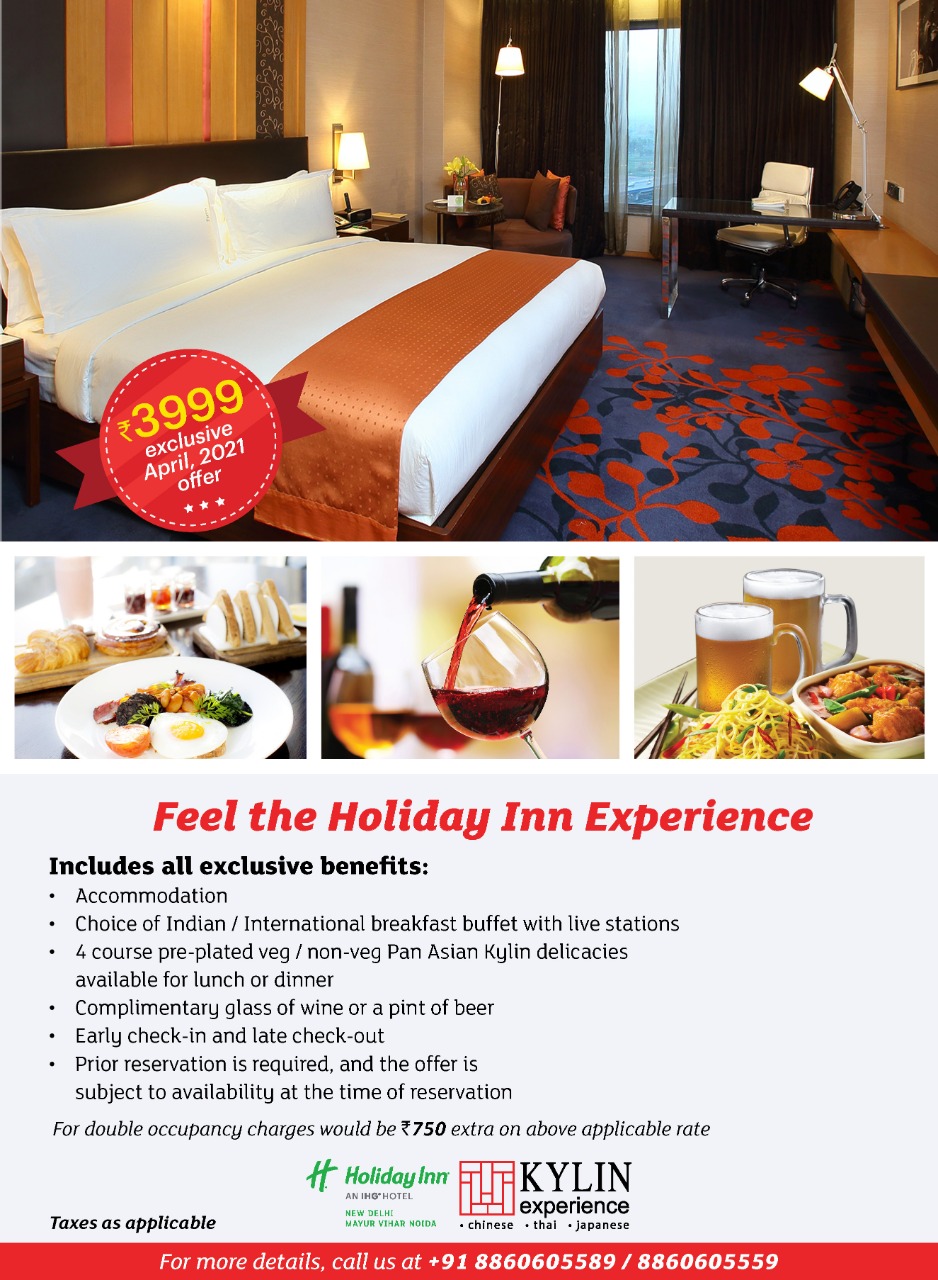 ₹3999
exclusive
April, 2021
offer
Feel the Holiday Inn Experience
Includes all exclusive benefits:
• Accommodation
• Choice of Indian / International breakfast buffet with live stations
• 4 course pre-plated veg / non-veg Pan Asian Kylin delicacies
available for lunch or dinner
• Complimentary glass of wine or a pint of beer
• Early check-in and late check-out
• Prior reservation is required, and the offer is
subject to availability at the time of reservation
For double occupancy charges would be ₹750 extra on above applicable rate
H Holiday Inn
AN IHG® HOTEL
NEW DELHI
MAYUR VIHAR NOIDA
KYLIN
experience
• chinese • thai • japanese
Taxes as applicable
For more details, call us at +91 8860605589 / 8860605559